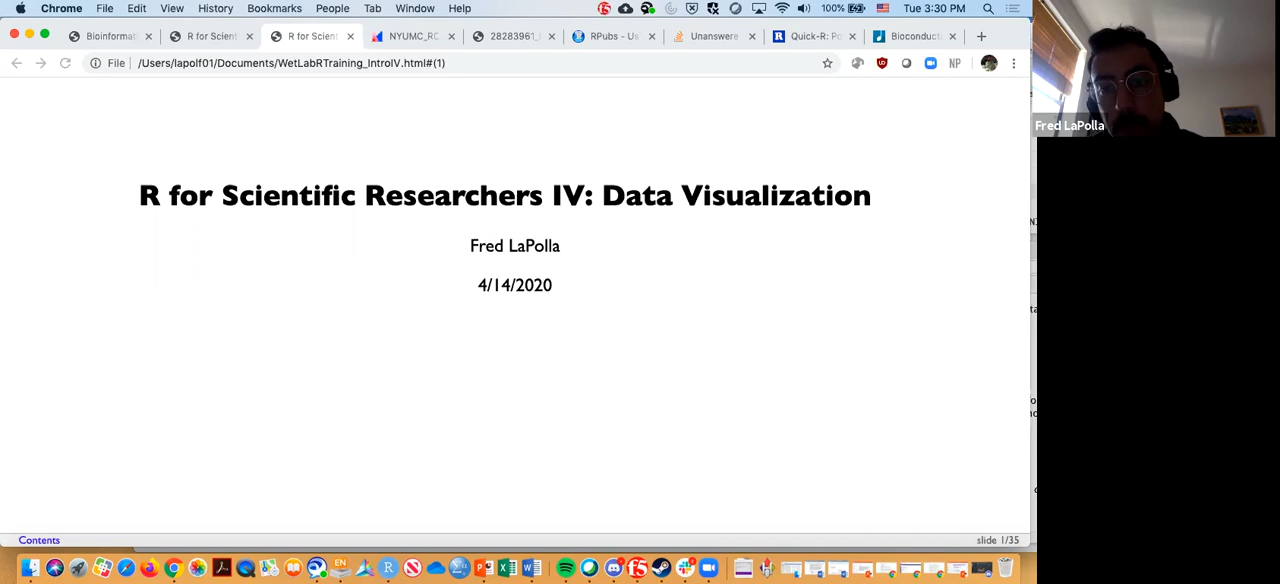 Chrome File Edit View History Bookmarks People Tab Window Help 100% Tue 3:30 PM
Bioinformat R for Scient R for Scient NYUMC_RC 28283961_ RPubs - Us Unanswere Quick-R: Po Bioconduct
File /Users/lapolf01/Documents/WetLabRTraining_IntroIV.html#(1) NP
Fred LaPolla
R for Scientific Researchers IV: Data Visualization
Fred LaPolla
4/14/2020
Contents slide 1/35